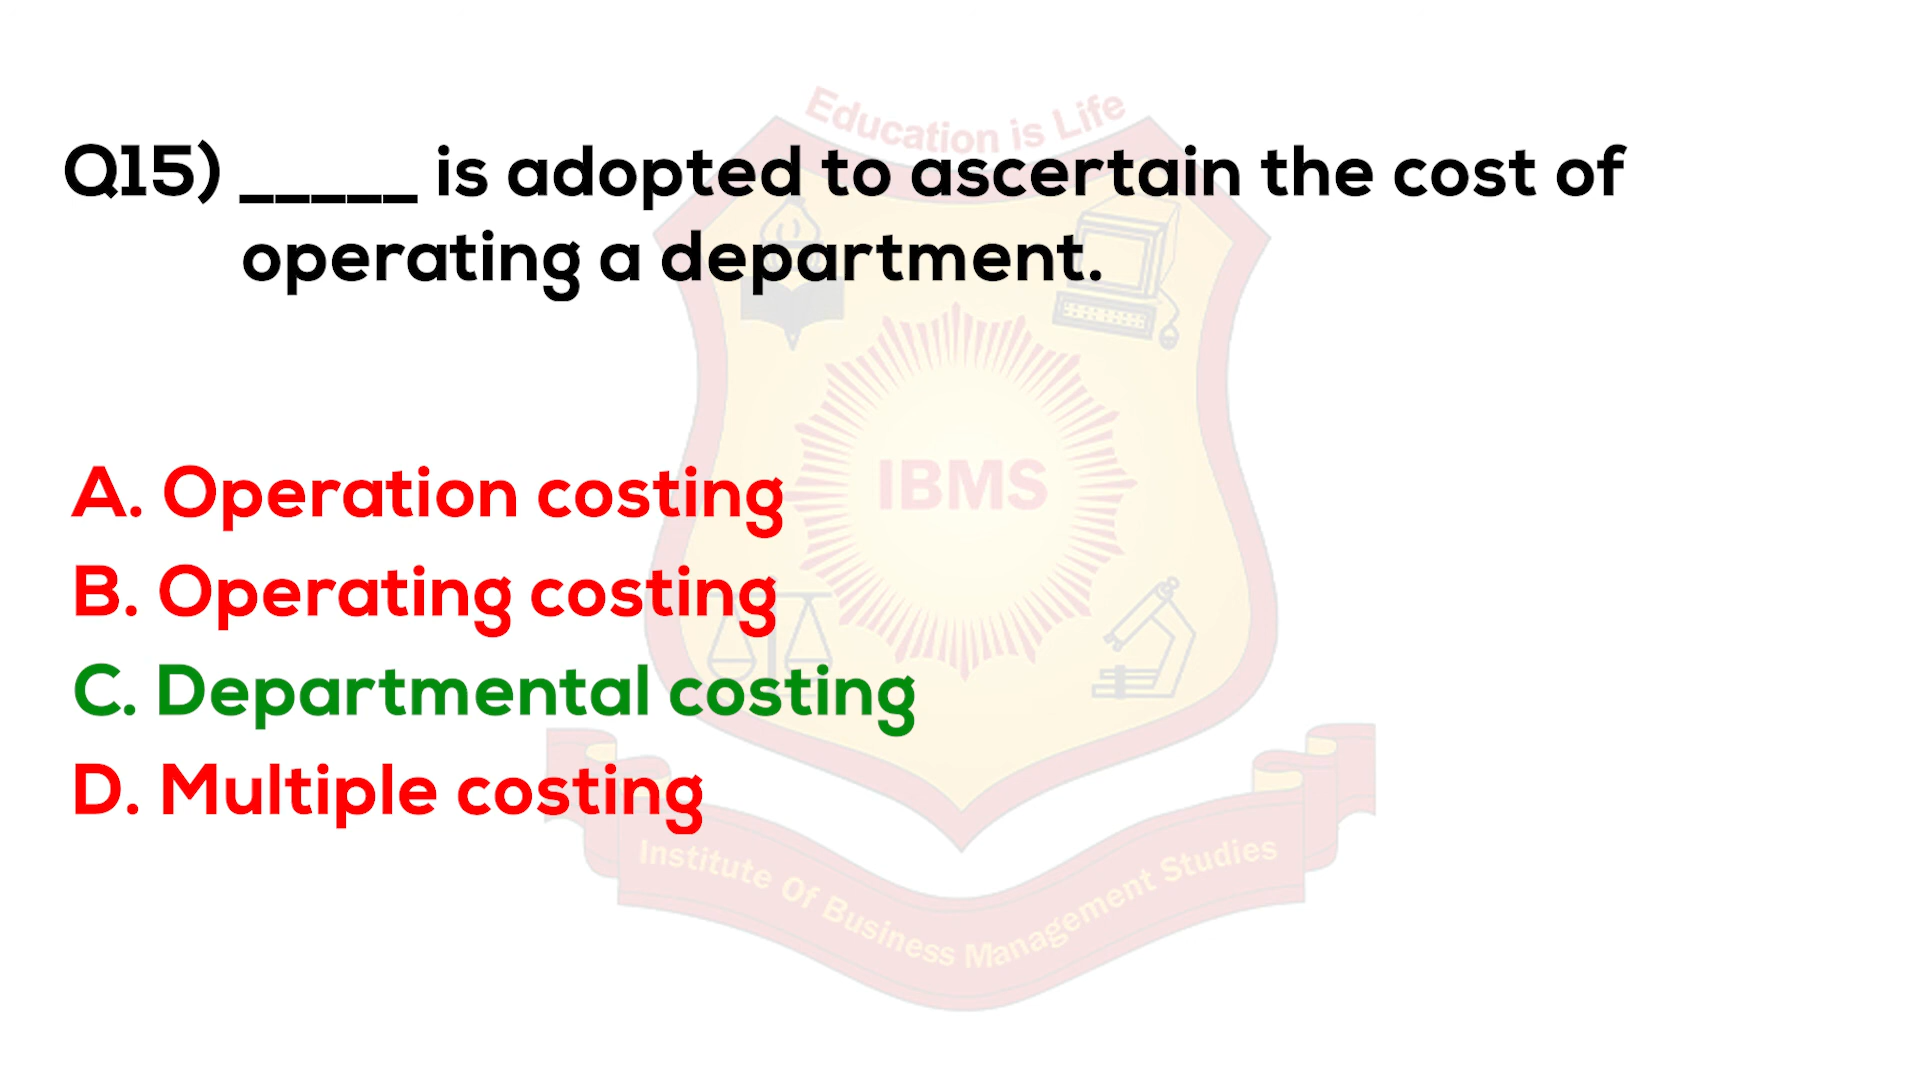 Education is Life
Q15) _____ is adopted to ascertain the cost of
operating a department.
IBMS
A. Operation costing
B. Operating costing
C. Departmental costing
D. Multiple costing
Institute Of Business Management Studies